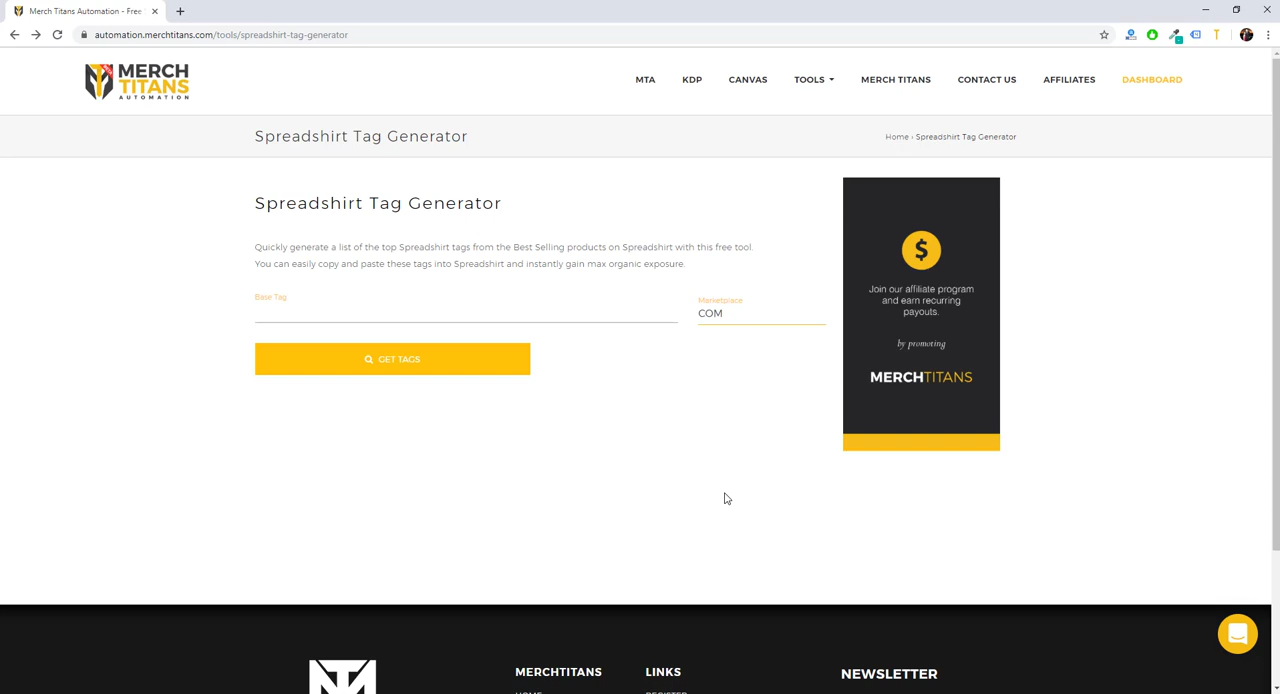 Merch Titans Automation - Free
automation.merchtitans.com/tools/spreadshirt-tag-generator
MERCH
TITANS
AUTOMATION
MTA
KDP
CANVAS
TOOLS
MERCH TITANS
CONTACT US
AFFILIATES
DASHBOARD
Spreadshirt Tag Generator
Home › Spreadshirt Tag Generator
Spreadshirt Tag Generator
Quickly generate a list of the top Spreadshirt tags from the Best Selling products on Spreadshirt with this free tool.
You can easily copy and paste these tags into Spreadshirt and instantly gain max organic exposure.
Base Tag
Marketplace
COM
GET TAGS
$
Join our affiliate program
and earn recurring
payouts.
by promoting
MERCHTITANS
MERCHTITANS
LINKS
NEWSLETTER
HOME
REGISTER